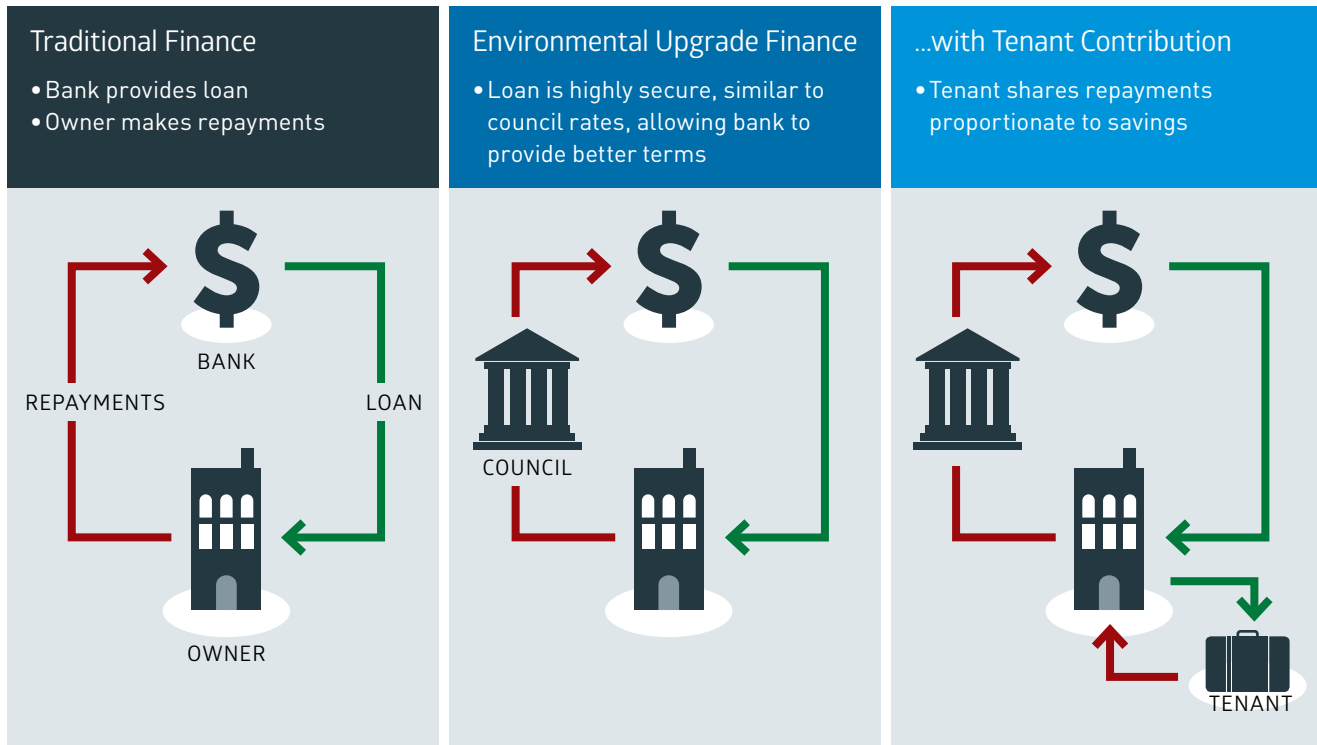 Traditional Finance
• Bank provides loan
• Owner makes repayments
BANK
REPAYMENTS
LOAN
OWNER
Environmental Upgrade Finance
• Loan is highly secure, similar to
council rates, allowing bank to
provide better terms
COUNCIL
...with Tenant Contribution
• Tenant shares repayments
proportionate to savings
TENANT